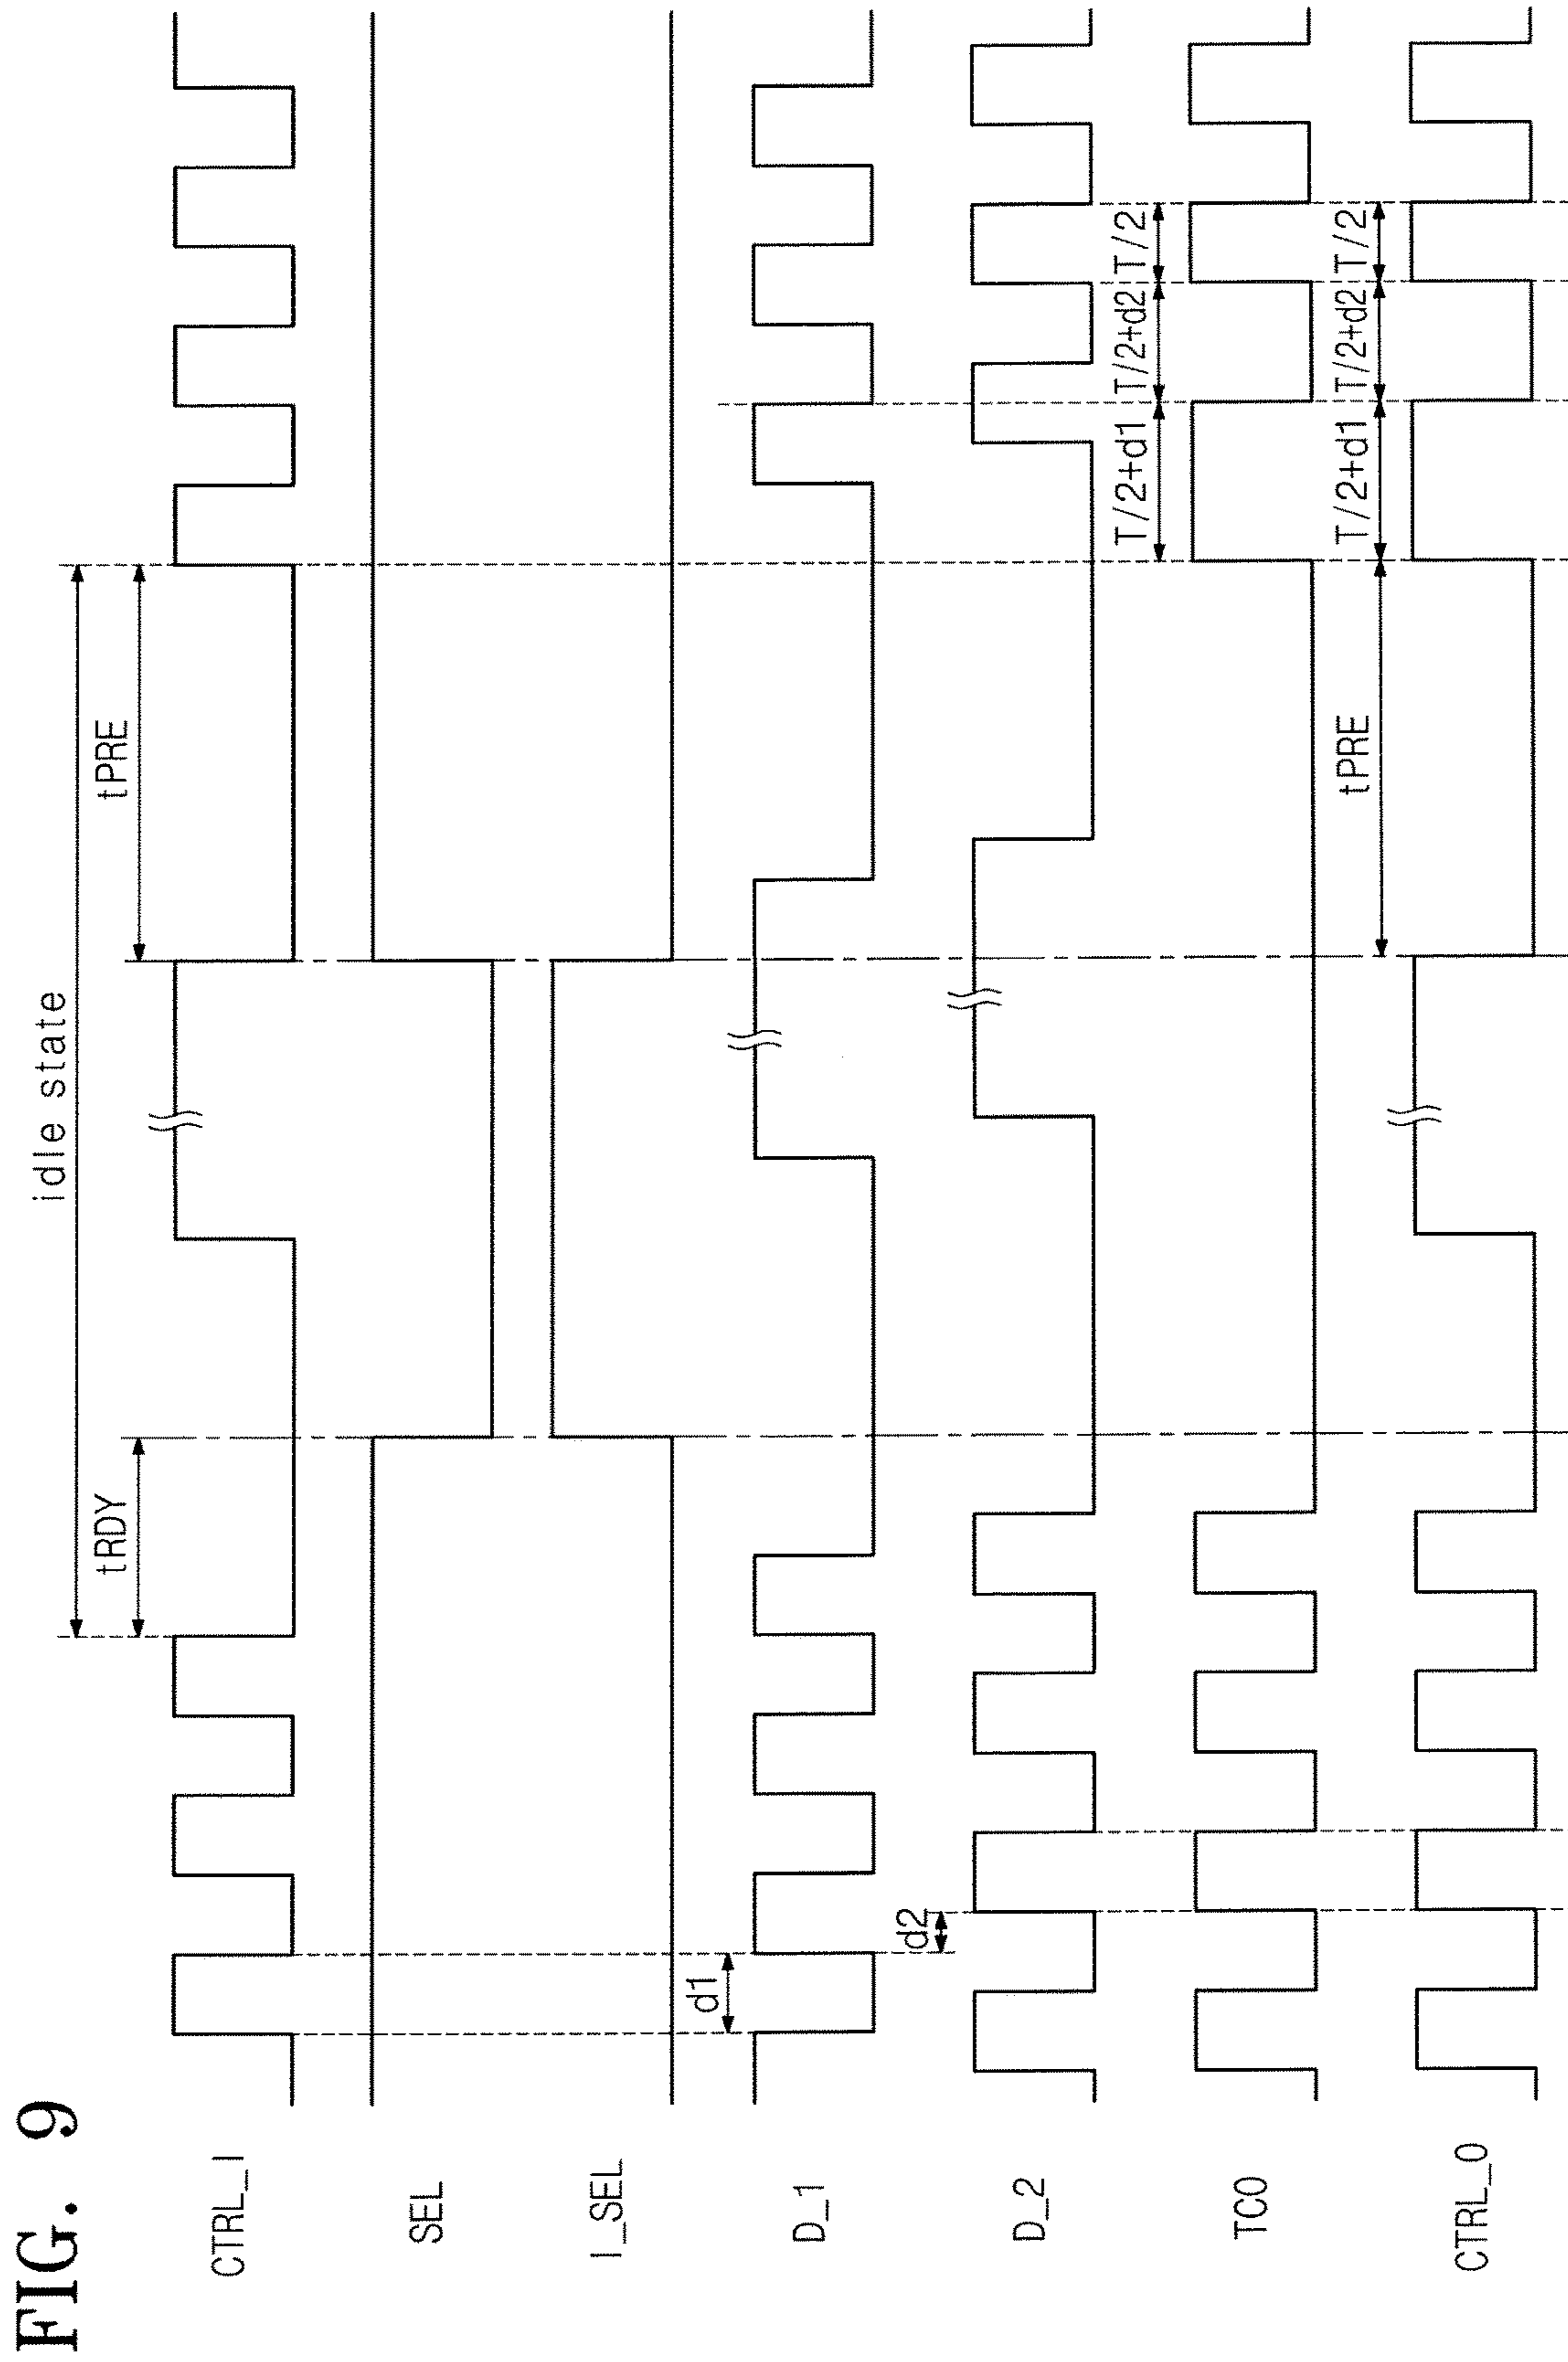 FIG. 9
idle state
tRDY
tPRE
CTRL_I
SEL
I_SEL
d1
D_1
d2
D_2
T/2+d1
T/2+d2
T/2
TCO
tPRE
T/2+d1
T/2+d2
T/2
CTRL_O